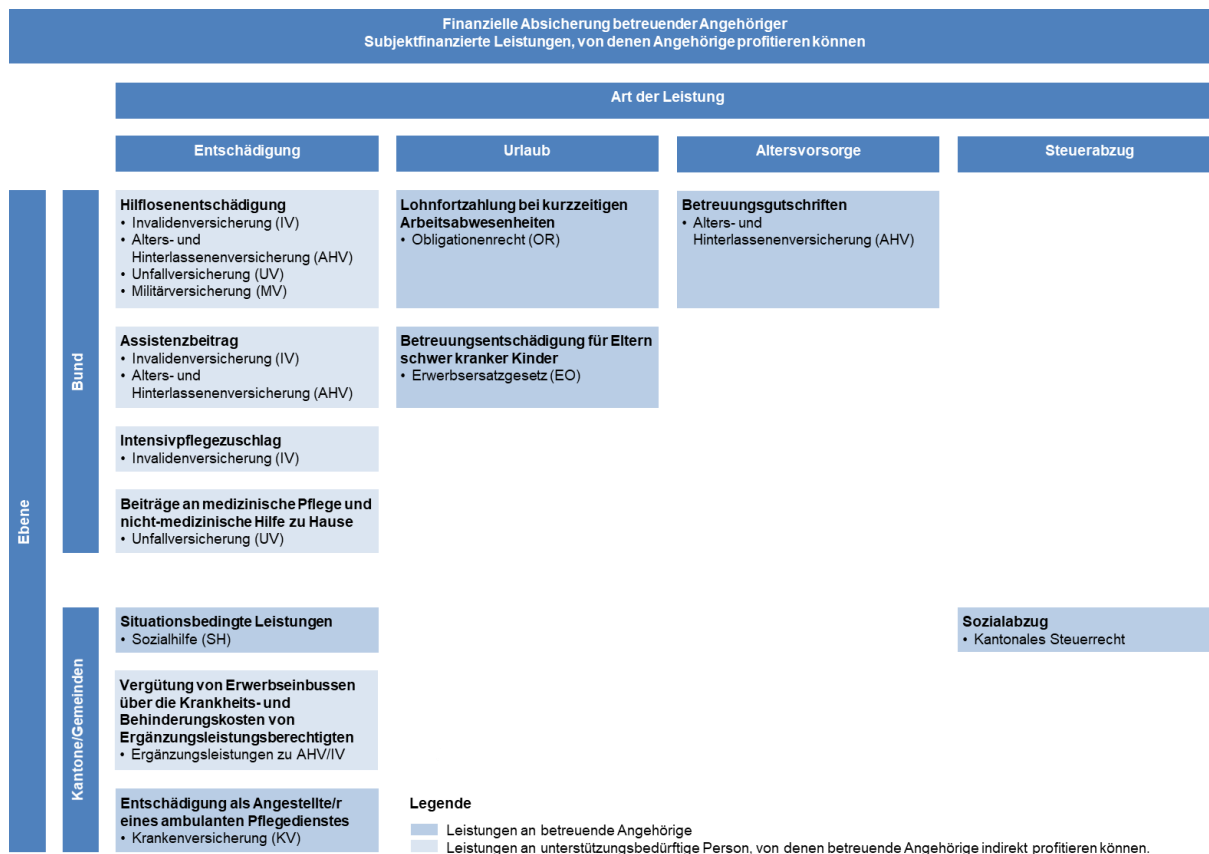 Finanzielle Absicherung betreuender Angehöriger
Subjektfinanzierte Leistungen, von denen Angehörige profitieren können
Art der Leistung
Entschädigung
Urlaub
Altersvorsorge
Steuerabzug
Ebene
Bund
Hilflosenentschädigung
• Invalidenversicherung (IV)
• Alters- und
Hinterlassenenversicherung (AHV)
• Unfallversicherung (UV)
• Militärversicherung (MV)
Lohnfortzahlung bei kurzzeitigen
Arbeitsabwesenheiten
• Obligationenrecht (OR)
Betreuungsgutschriften
• Alters- und
Hinterlassenenversicherung (AHV)
Assistenzbeitrag
• Invalidenversicherung (IV)
• Alters- und
Hinterlassenenversicherung (AHV)
Betreuungsentschädigung für Eltern
schwer kranker Kinder
• Erwerbsersatzgesetz (EO)
Intensivpflegezuschlag
• Invalidenversicherung (IV)
Beiträge an medizinische Pflege und
nicht-medizinische Hilfe zu Hause
• Unfallversicherung (UV)
Kantone/Gemeinden
Situationsbedingte Leistungen
• Sozialhilfe (SH)
Sozialabzug
• Kantonales Steuerrecht
Vergütung von Erwerbseinbussen
über die Krankheits- und
Behinderungskosten von
Ergänzungsleistungsberechtigten
• Ergänzungsleistungen zu AHV/IV
Entschädigung als Angestellte/r
eines ambulanten Pflegedienstes
• Krankenversicherung (KV)
Legende
Leistungen an betreuende Angehörige
Leistungen an unterstützungsbedürftige Person, von denen betreuende Angehörige indirekt profitieren können.